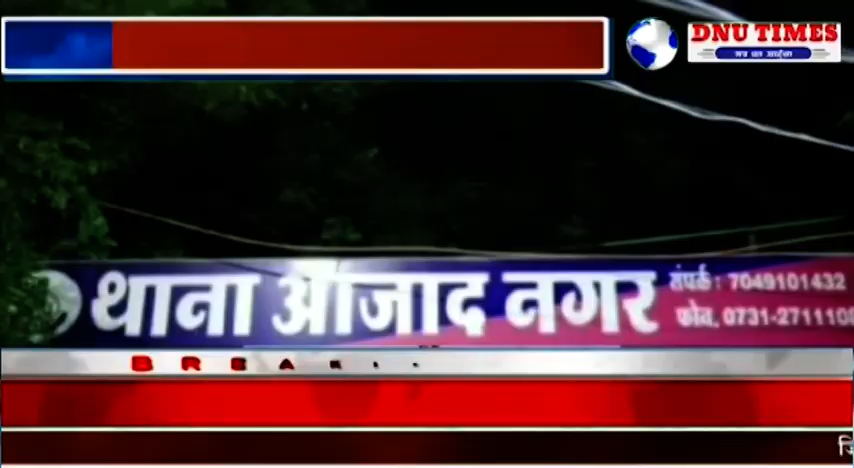 DNU TIMES
थाना आजाद नगर
संपर्क : 7049101432
फोन. 0731-271110
B R E A